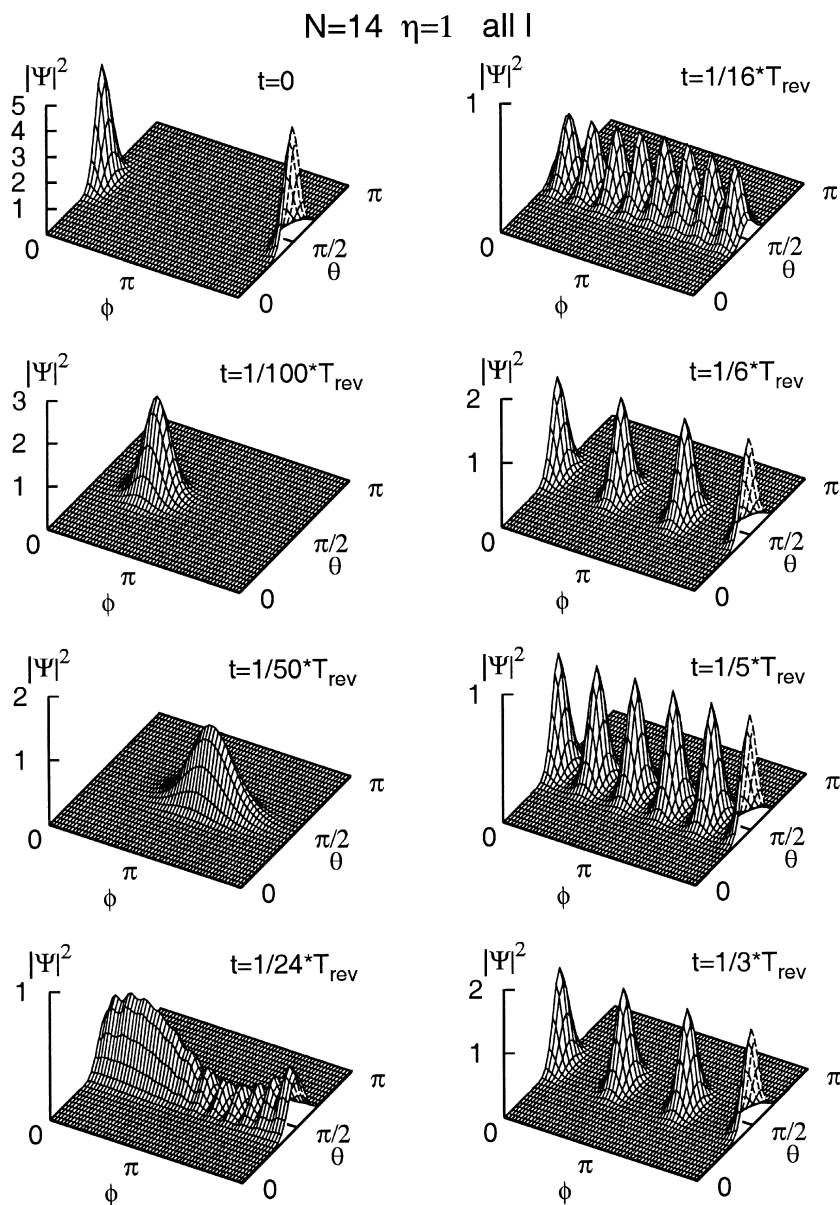 N=14 η=1 all I
|Ψ|²
t=0
5
4
3
2
1
0
π
ϕ
0
π/2
θ
π
|Ψ|²
t=1/16*T_rev
1
0
π
ϕ
0
π/2
θ
π
|Ψ|²
t=1/100*T_rev
3
2
1
0
π
ϕ
0
π/2
θ
π
|Ψ|²
t=1/6*T_rev
2
1
0
π
ϕ
0
π/2
θ
π
|Ψ|²
t=1/50*T_rev
2
1
0
π
ϕ
0
π/2
θ
π
|Ψ|²
t=1/5*T_rev
1
0
π
ϕ
0
π/2
θ
π
|Ψ|²
t=1/24*T_rev
1
0
π
ϕ
0
π/2
θ
π
|Ψ|²
t=1/3*T_rev
2
1
0
π
ϕ
0
π/2
θ
π